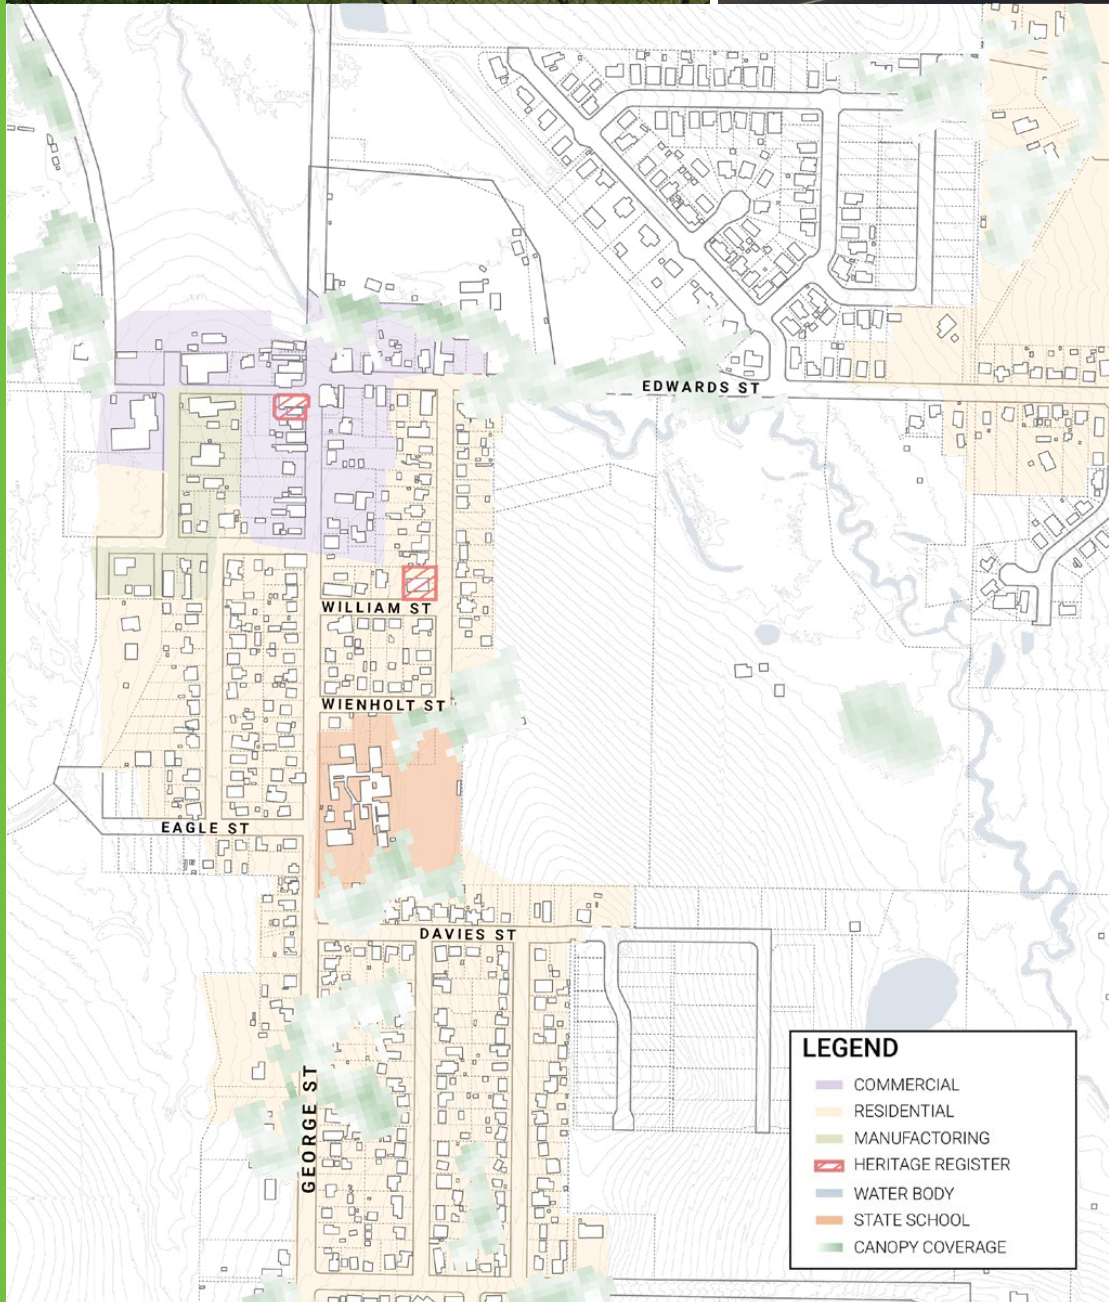 EDWARDS ST
WILLIAM ST
WIENHOLT ST
EAGLE ST
DAVIES ST
GEORGE ST
LEGEND
COMMERCIAL
RESIDENTIAL
MANUFACTORING
HERITAGE REGISTER
WATER BODY
STATE SCHOOL
CANOPY COVERAGE